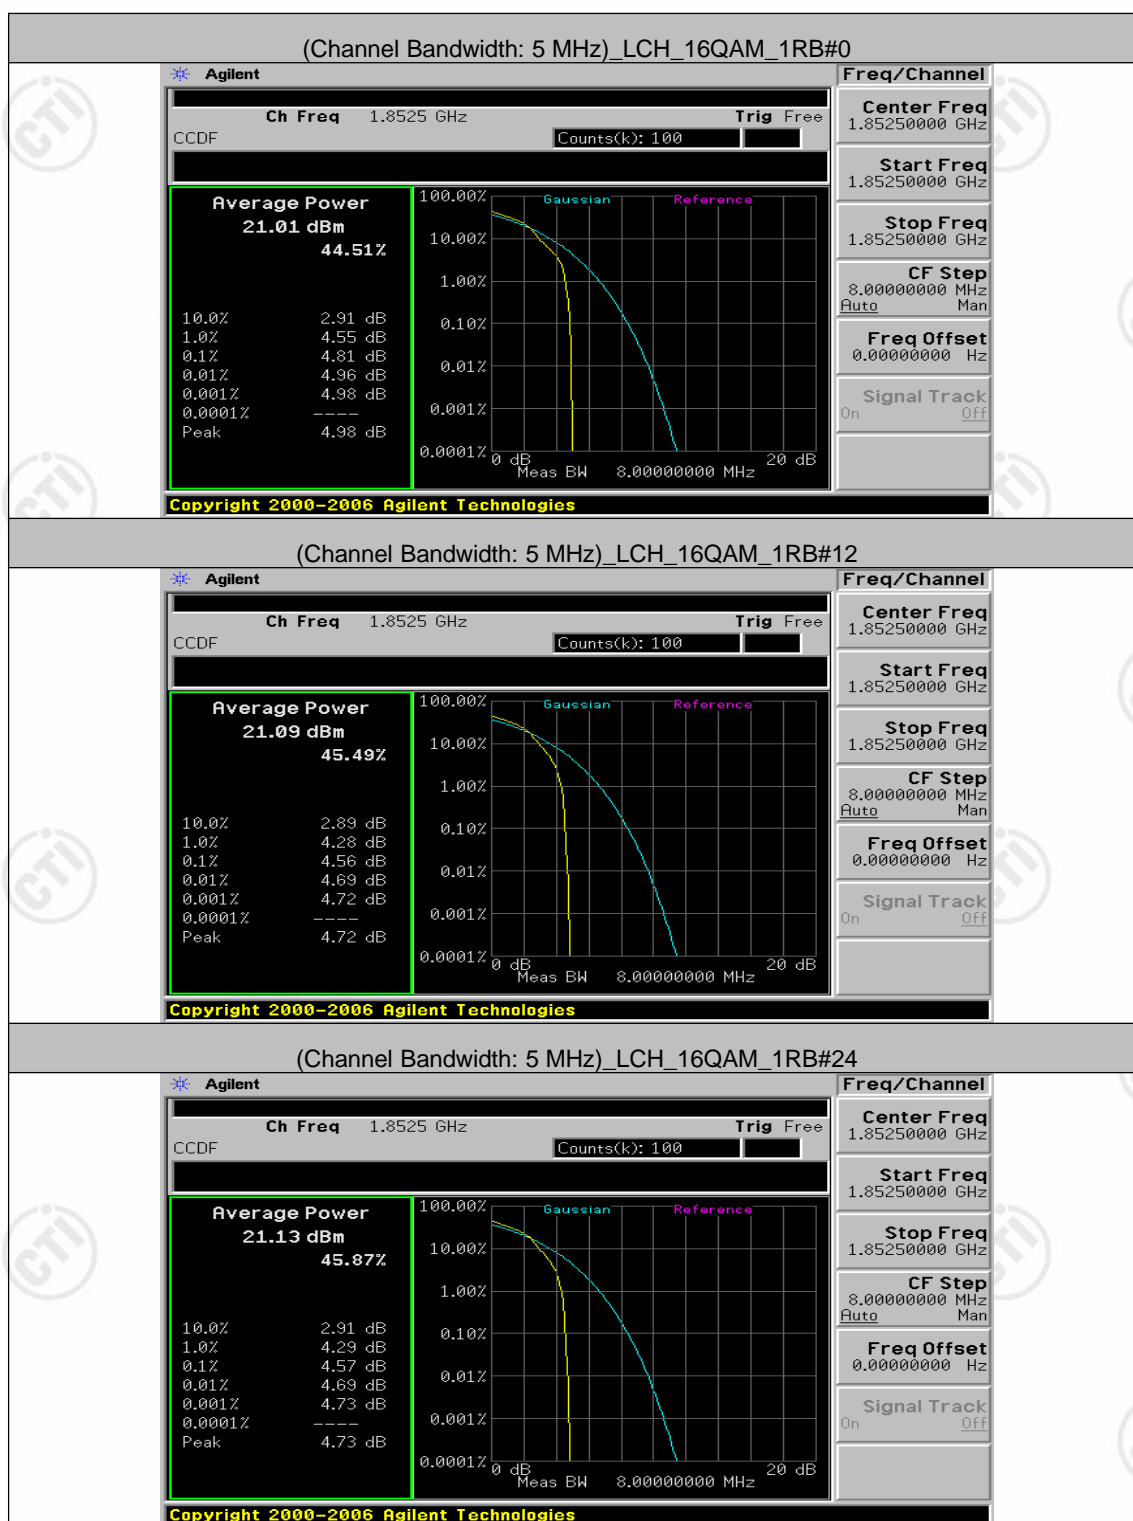 (Channel Bandwidth: 5 MHz)_LCH_16QAM_1RB#0
Agilent
Freq/Channel
Ch Freq 1.8525 GHz
Trig Free
CCDF
Counts(k): 100
Average Power
21.01 dBm
44.51%
10.0% 2.91 dB
1.0% 4.55 dB
0.1% 4.81 dB
0.01% 4.96 dB
0.001% 4.98 dB
0.0001% ----
Peak 4.98 dB
100.00%
Gaussian
Reference
10.00%
1.00%
0.10%
0.01%
0.001%
0.0001%
0 dB
20 dB
Meas BW 8.00000000 MHz
Center Freq
1.85250000 GHz
Start Freq
1.85250000 GHz
Stop Freq
1.85250000 GHz
CF Step
8.00000000 MHz
Auto Man
Freq Offset
0.00000000 Hz
Signal Track
On Off
Copyright 2000-2006 Agilent Technologies
(Channel Bandwidth: 5 MHz)_LCH_16QAM_1RB#12
Agilent
Freq/Channel
Ch Freq 1.8525 GHz
Trig Free
CCDF
Counts(k): 100
Average Power
21.09 dBm
45.49%
10.0% 2.89 dB
1.0% 4.28 dB
0.1% 4.56 dB
0.01% 4.69 dB
0.001% 4.72 dB
0.0001% ----
Peak 4.72 dB
100.00%
Gaussian
Reference
10.00%
1.00%
0.10%
0.01%
0.001%
0.0001%
0 dB
20 dB
Meas BW 8.00000000 MHz
Center Freq
1.85250000 GHz
Start Freq
1.85250000 GHz
Stop Freq
1.85250000 GHz
CF Step
8.00000000 MHz
Auto Man
Freq Offset
0.00000000 Hz
Signal Track
On Off
Copyright 2000-2006 Agilent Technologies
(Channel Bandwidth: 5 MHz)_LCH_16QAM_1RB#24
Agilent
Freq/Channel
Ch Freq 1.8525 GHz
Trig Free
CCDF
Counts(k): 100
Average Power
21.13 dBm
45.87%
10.0% 2.91 dB
1.0% 4.29 dB
0.1% 4.57 dB
0.01% 4.69 dB
0.001% 4.73 dB
0.0001% ----
Peak 4.73 dB
100.00%
Gaussian
Reference
10.00%
1.00%
0.10%
0.01%
0.001%
0.0001%
0 dB
20 dB
Meas BW 8.00000000 MHz
Center Freq
1.85250000 GHz
Start Freq
1.85250000 GHz
Stop Freq
1.85250000 GHz
CF Step
8.00000000 MHz
Auto Man
Freq Offset
0.00000000 Hz
Signal Track
On Off
Copyright 2000-2006 Agilent Technologies
CTI
CTI
CTI
CTI
CTI
CTI
CTI
CTI